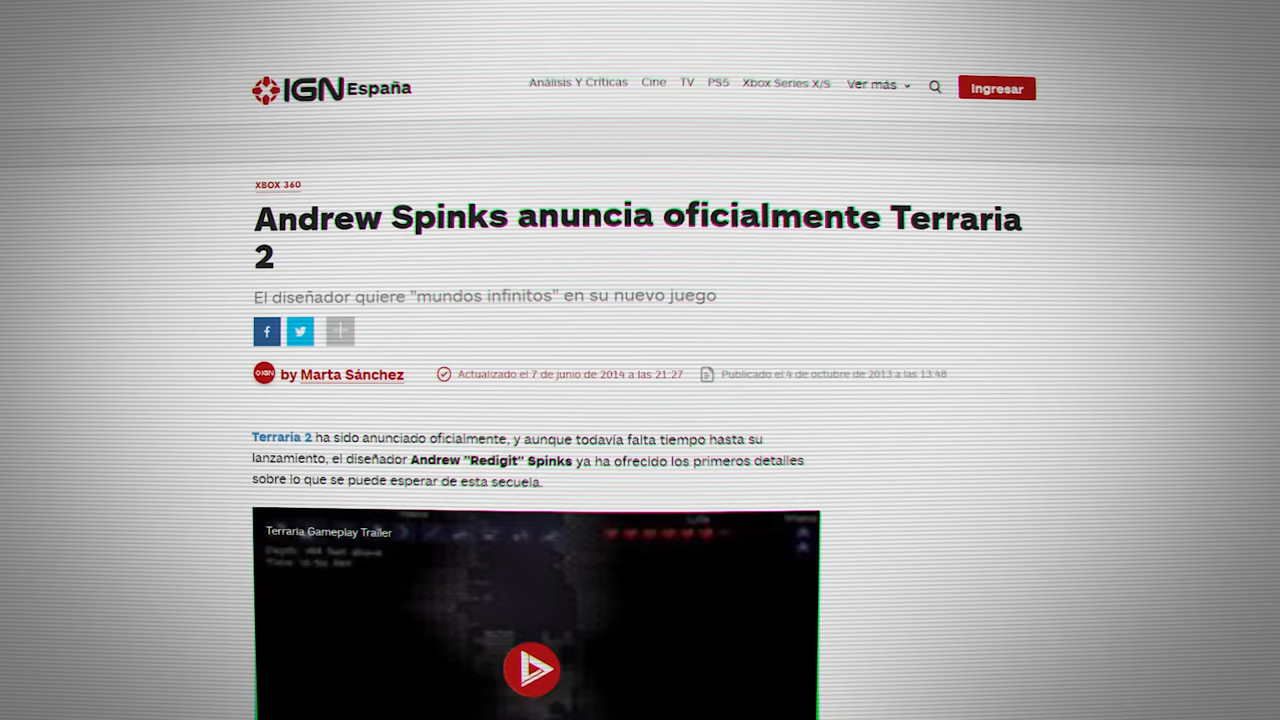 IGN España
Análisis Y Críticas Cine TV PS5 Xbox Series X/S Ver más Ingresar
XBOX 360
Andrew Spinks anuncia oficialmente Terraria
2
El diseñador quiere "mundos infinitos" en su nuevo juego
by Marta Sánchez Actualizado el 7 de junio de 2014 a las 21:27 Publicado el 4 de octubre de 2013 a las 13:48
Terraria 2 ha sido anunciado oficialmente, y aunque todavía falta tiempo hasta su
lanzamiento, el diseñador Andrew "Redigit" Spinks ya ha ofrecido los primeros detalles
sobre lo que se puede esperar de esta secuela.
Terraria Gameplay Trailer